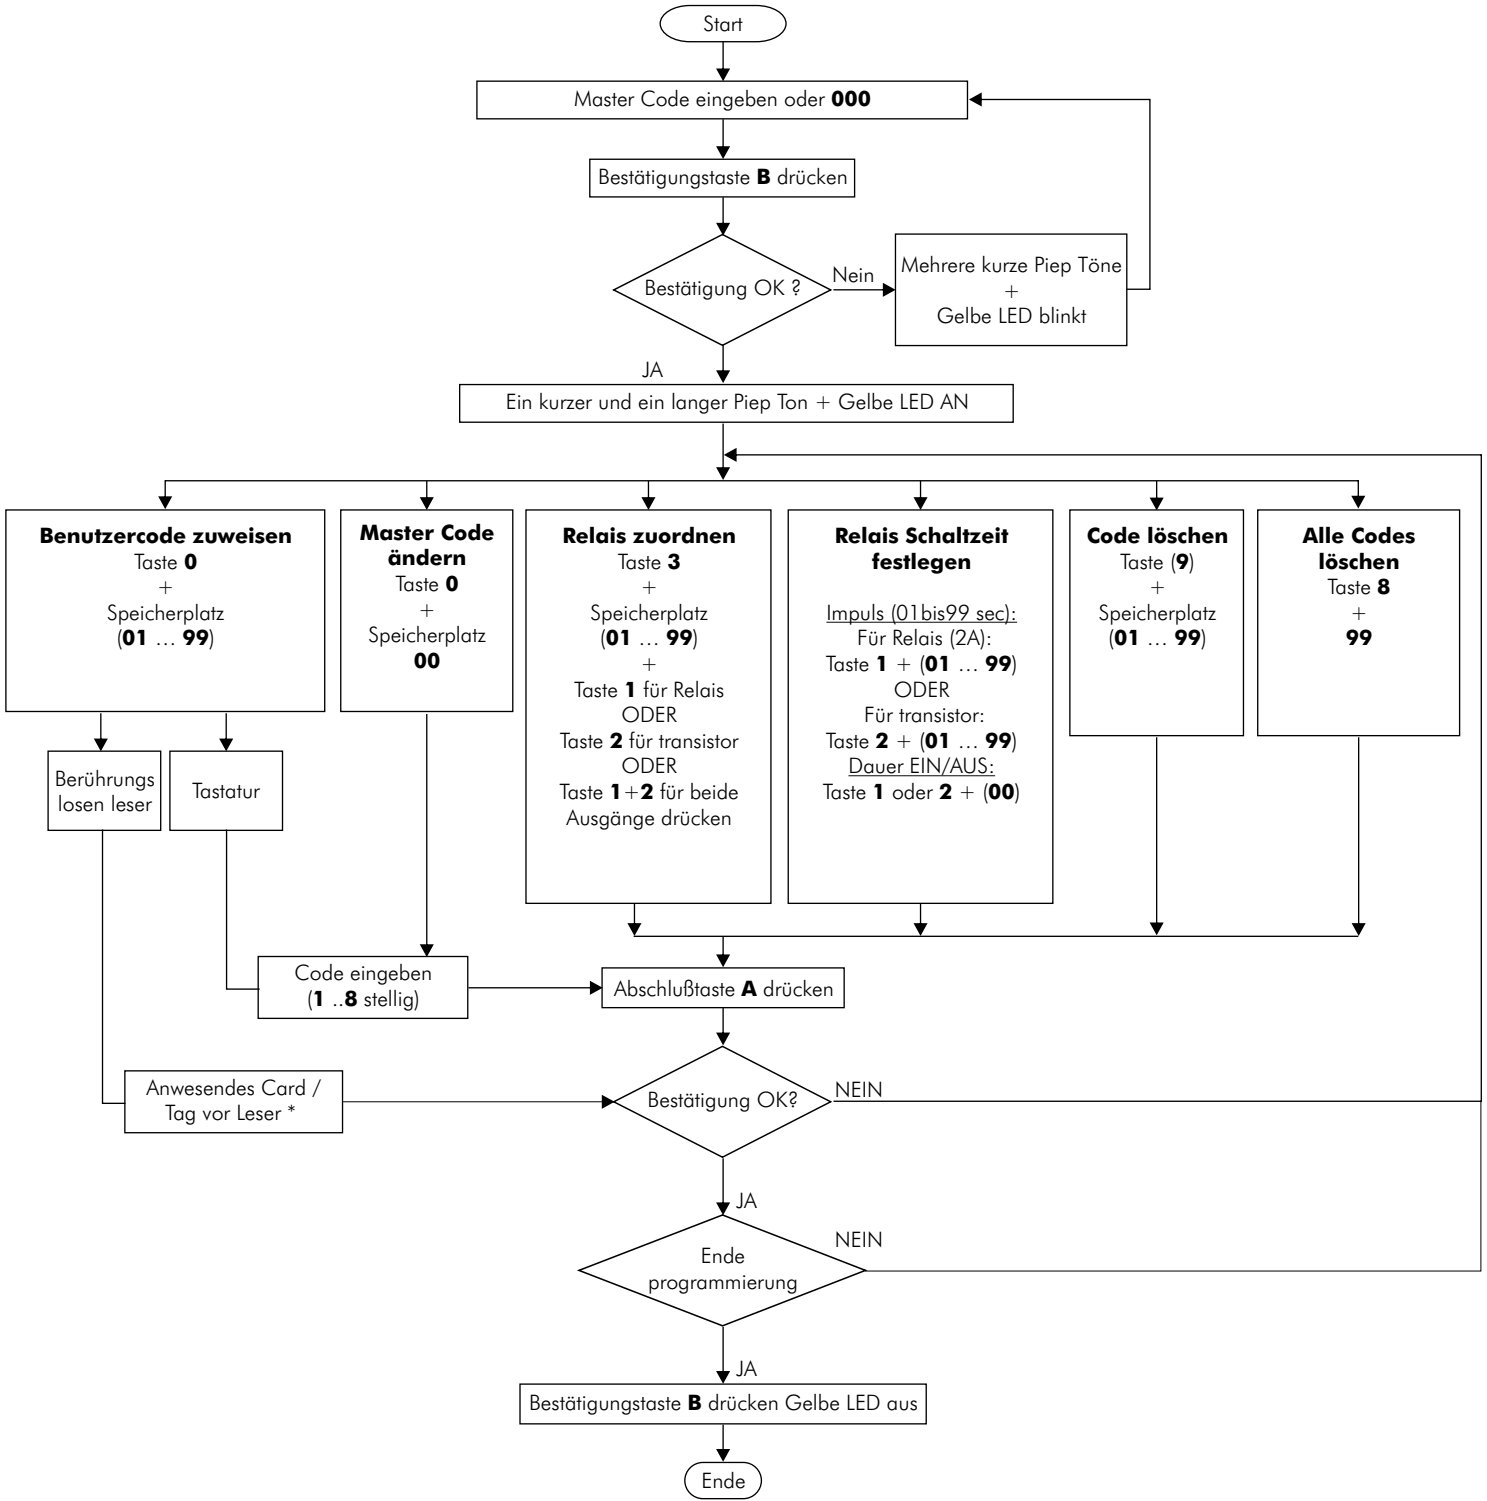 Start
Master Code eingeben oder 000
Bestätigungstaste B drücken
Bestätigung OK ?
Nein
Mehrere kurze Piep Töne
+
Gelbe LED blinkt
JA
Ein kurzer und ein langer Piep Ton + Gelbe LED AN
Benutzercode zuweisen
Taste 0
+
Speicherplatz
(01 ... 99)
Master Code
ändern
Taste 0
+
Speicherplatz
00
Relais zuordnen
Taste 3
+
Speicherplatz
(01 ... 99)
+
Taste 1 für Relais
ODER
Taste 2 für transistor
ODER
Taste 1+2 für beide
Ausgänge drücken
Relais Schaltzeit
festlegen
Impuls (01bis99 sec):
Für Relais (2A):
Taste 1 + (01 ... 99)
ODER
Für transistor:
Taste 2 + (01 ... 99)
Dauer EIN/AUS:
Taste 1 oder 2 + (00)
Code löschen
Taste (9)
+
Speicherplatz
(01 ... 99)
Alle Codes
löschen
Taste 8
+
99
Berührungs
losen leser
Tastatur
Code eingeben
(1 ..8 stellig)
Abschlußtaste A drücken
Anwesendes Card /
Tag vor Leser *
Bestätigung OK?
NEIN
JA
Ende
programmierung
NEIN
JA
Bestätigungstaste B drücken Gelbe LED aus
Ende